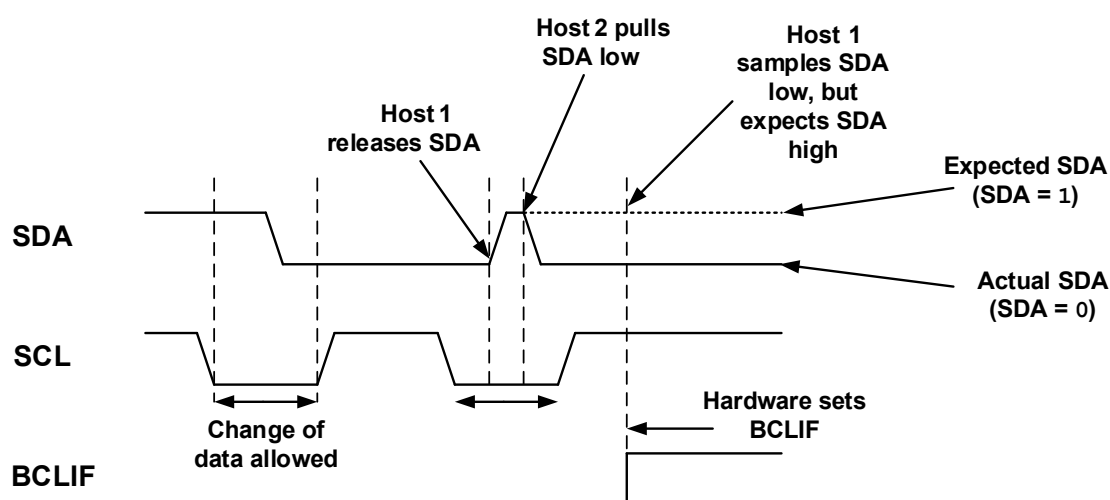 Host 2 pulls
SDA low
Host 1
samples SDA
low, but
expects SDA
high
Host 1
releases SDA
Expected SDA
(SDA = 1)
SDA
Actual SDA
(SDA = 0)
SCL
Change of
data allowed
Hardware sets
BCLIF
BCLIF